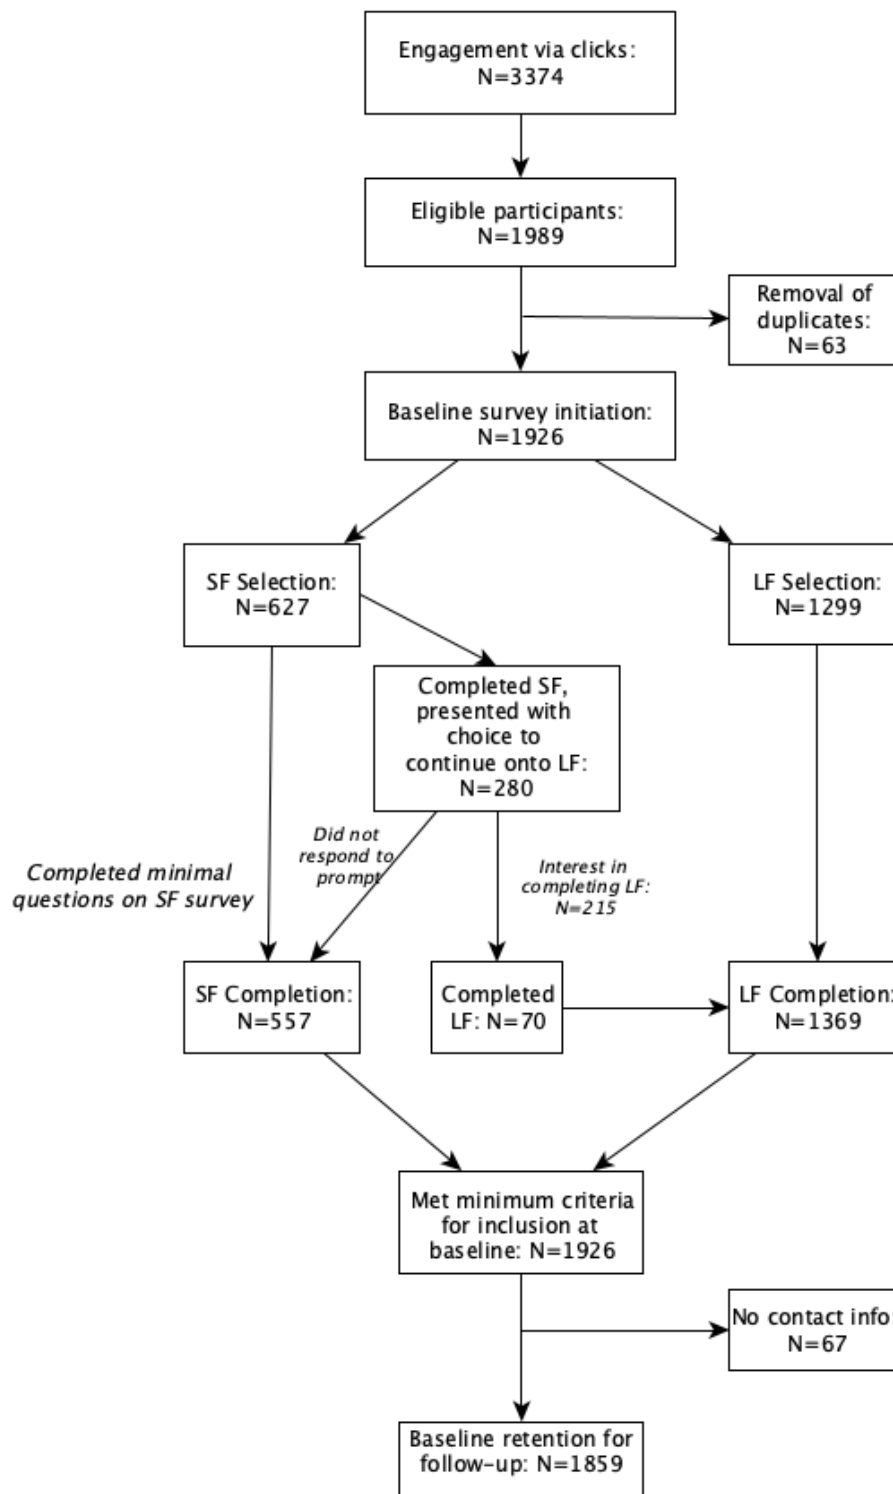 Engagement via clicks:
N=3374
Eligible participants:
N=1989
Removal of
duplicates:
N=63
Baseline survey initiation:
N=1926
SF Selection:
N=627
LF Selection:
N=1299
Completed SF,
presented with
choice to
continue onto LF:
N=280
Did not
respond to
prompt
Interest in
completing LF:
N=215
Completed minimal
questions on SF survey
SF Completion:
N=557
Completed
LF: N=70
LF Completion:
N=1369
Met minimum criteria
for inclusion at
baseline: N=1926
No contact info:
N=67
Baseline retention for
follow-up: N=1859